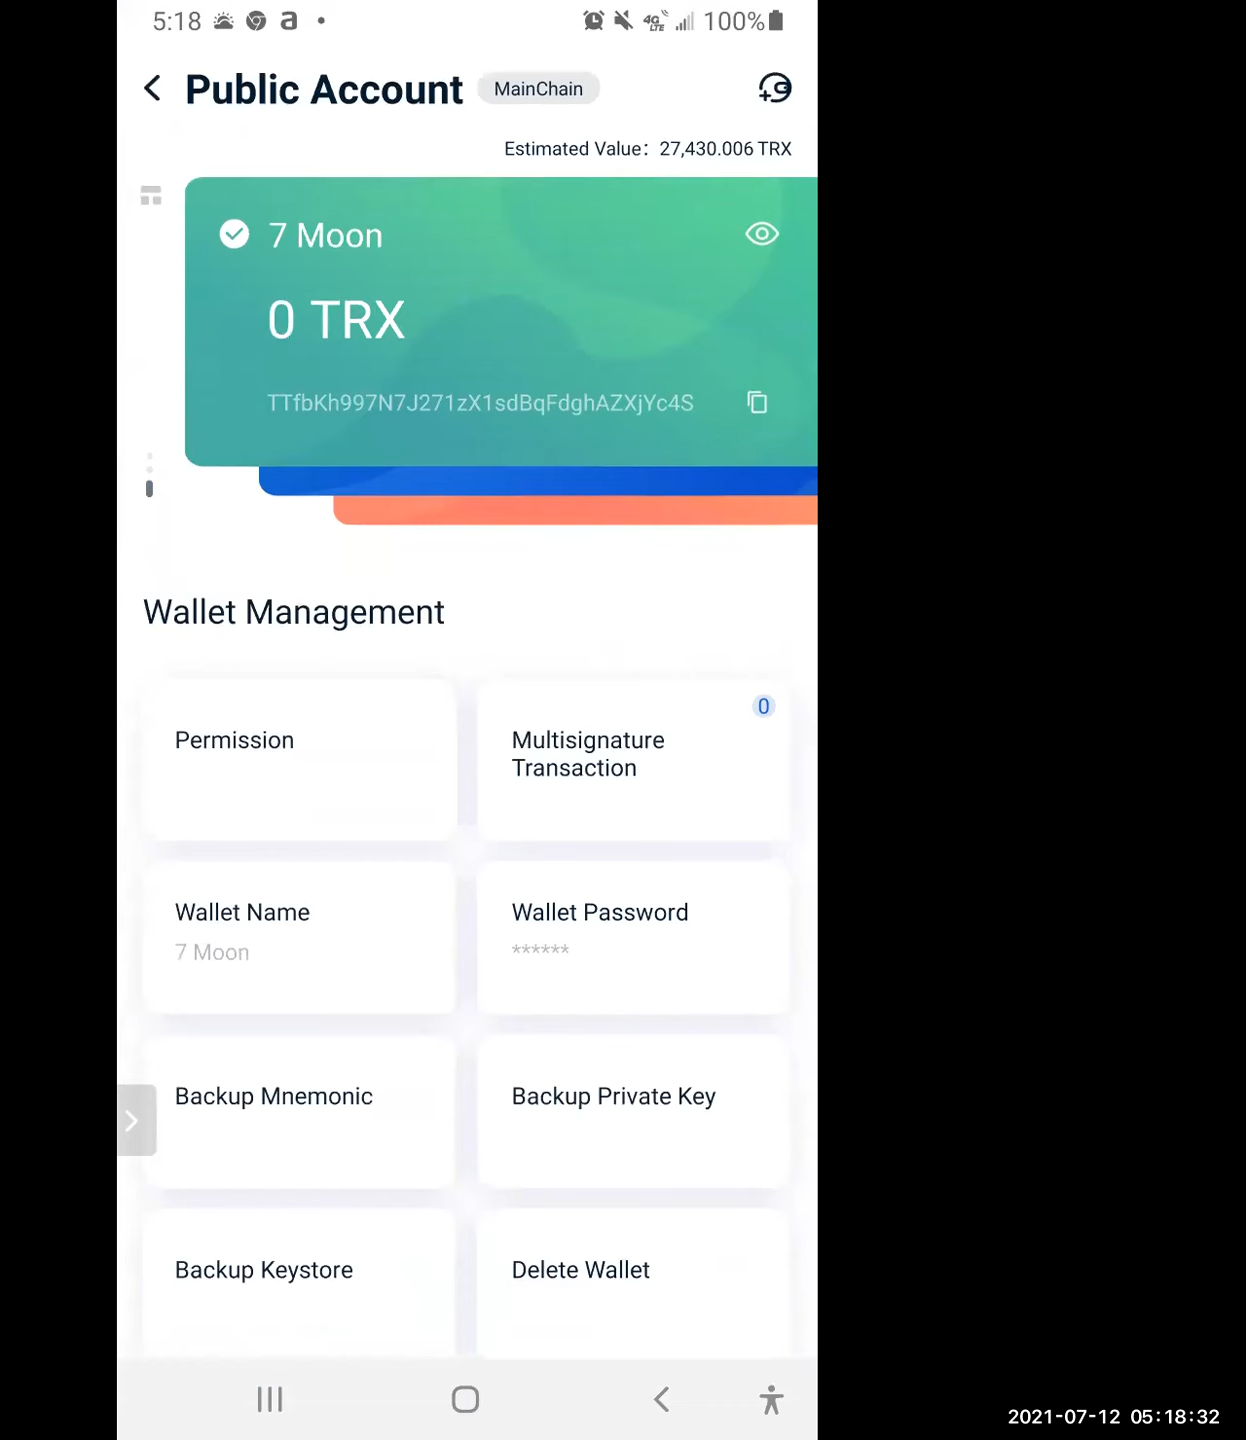 5:18 a 4G LTE 100%
Public Account MainChain
Estimated Value: 27,430.006 TRX
7 Moon
0 TRX
TTfbKh997N7J271zX1sdBqFdghAZXjYc4S
Wallet Management
0
Permission
Multisignature
Transaction
Wallet Name
7 Moon
Wallet Password
******
Backup Mnemonic
Backup Private Key
Backup Keystore
Delete Wallet
2021-07-12 05:18:32